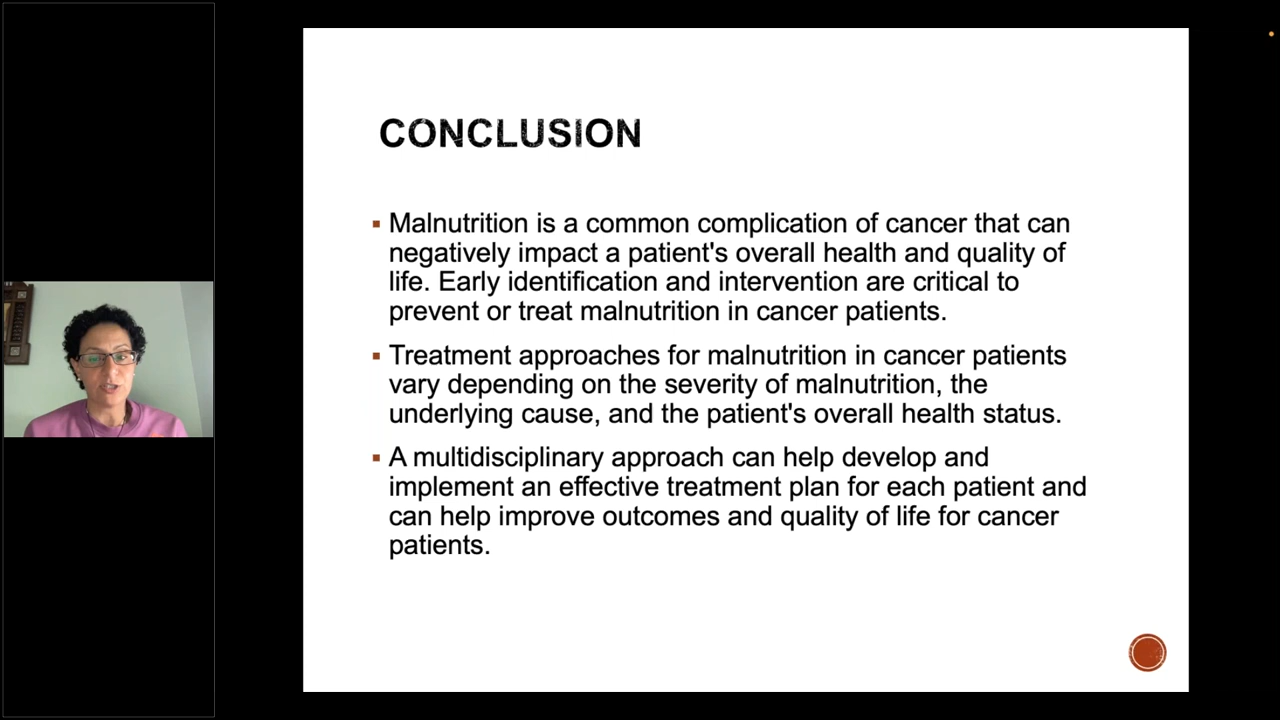 CONCLUSION
Malnutrition is a common complication of cancer that can
negatively impact a patient's overall health and quality of
life. Early identification and intervention are critical to
prevent or treat malnutrition in cancer patients.
Treatment approaches for malnutrition in cancer patients
vary depending on the severity of malnutrition, the
underlying cause, and the patient's overall health status.
A multidisciplinary approach can help develop and
implement an effective treatment plan for each patient and
can help improve outcomes and quality of life for cancer
patients.